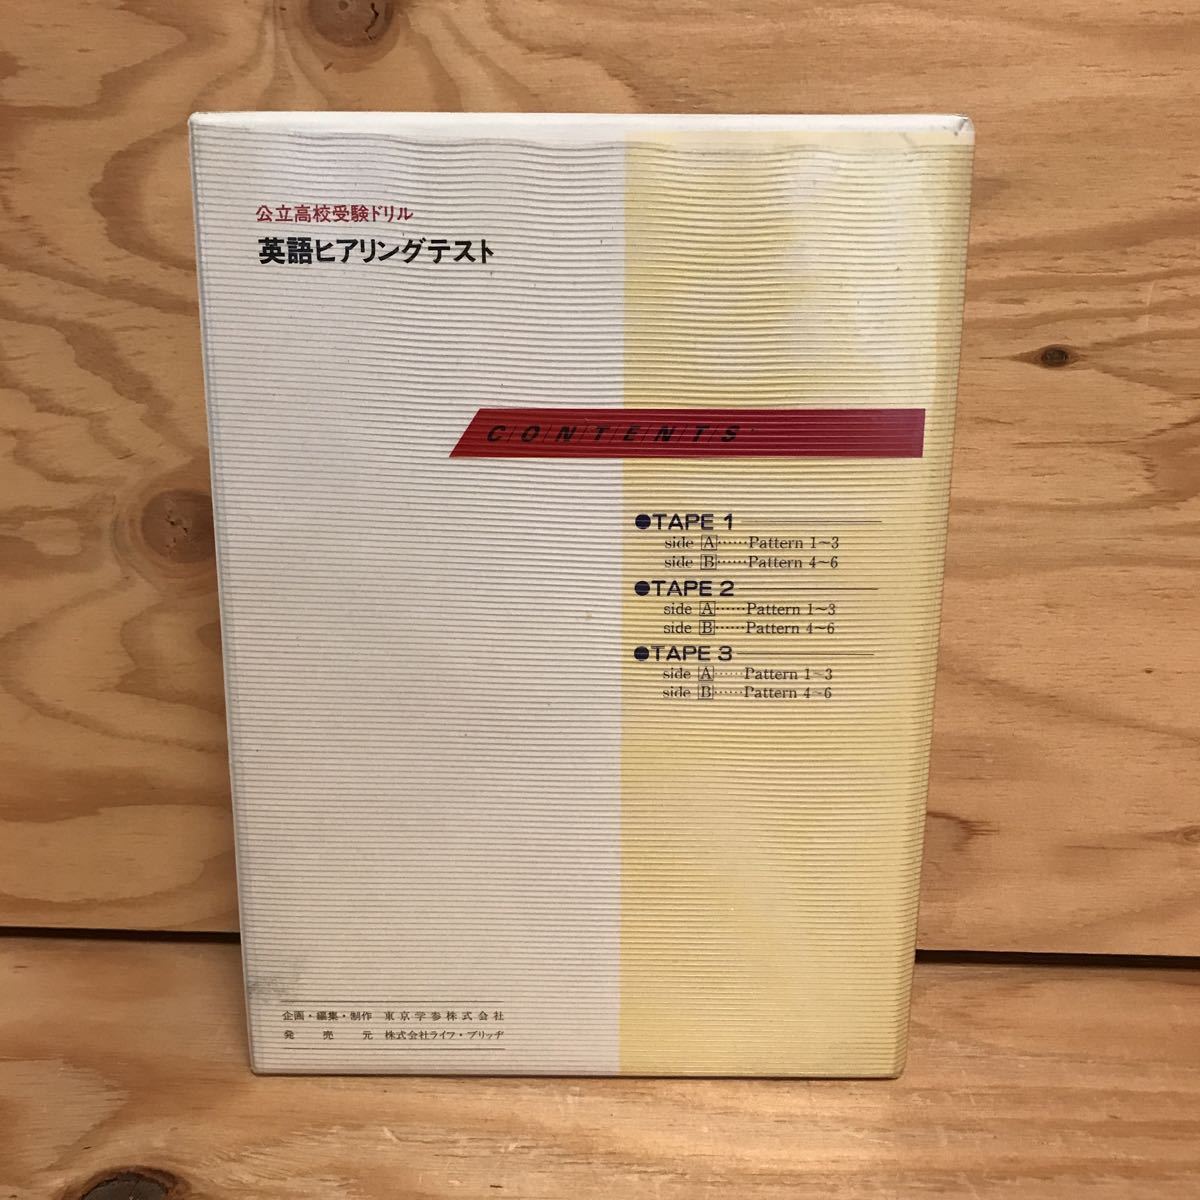 公立高校受験ドリル
英語ヒアリングテスト
C/O/N/T/E/N/T/S
●TAPE 1
side A……Pattern 1~3
side B……Pattern 4~6
●TAPE 2
side A……Pattern 1~3
side B……Pattern 4~6
●TAPE 3
side A……Pattern 1~3
side B……Pattern 4~6
企画・編集・制作 東京学参株式会社
発売元 株式会社ライフ・ブリッヂ